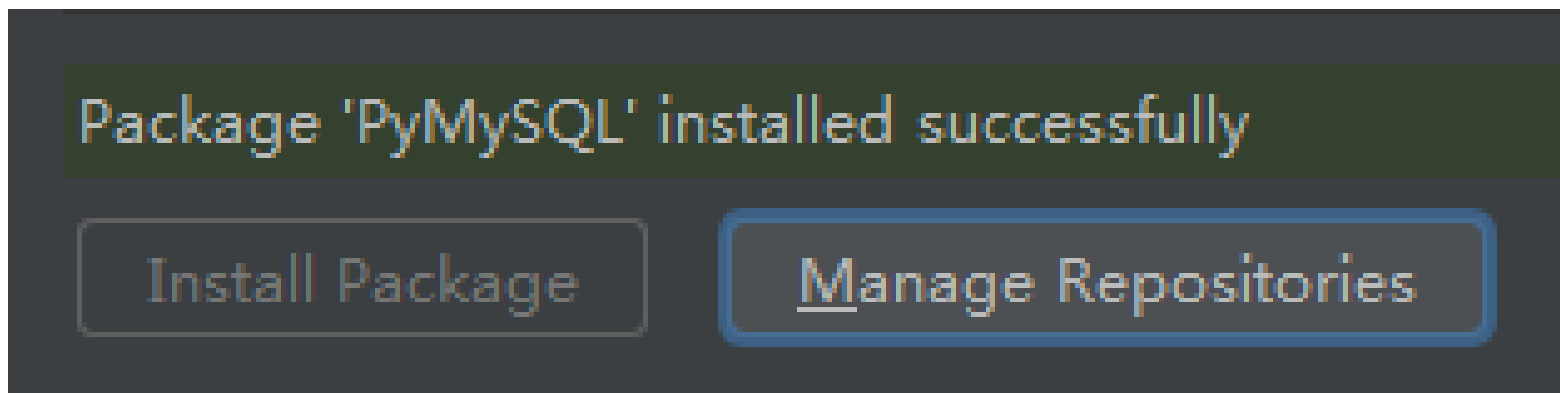 Package 'PyMySQL' installed successfully
Install Package
Manage Repositories